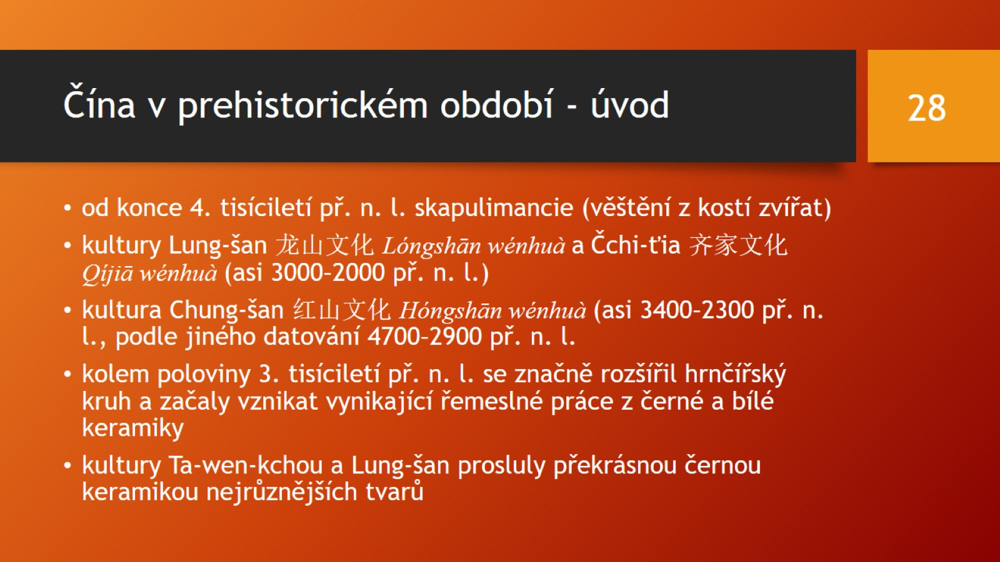 Čína v prehistorickém období - úvod
28
• od konce 4. tisíciletí př. n. l. skapulimancie (věštění z kostí zvířat)
• kultury Lung-šan 龙山文化 Lóngshān wénhuà a Čchi-ťia 齐家文化
Qíjiā wénhuà (asi 3000–2000 př. n. l.)
• kultura Chung-šan 红山文化 Hóngshān wénhuà (asi 3400–2300 př. n.
l., podle jiného datování 4700–2900 př. n. l.
• kolem poloviny 3. tisíciletí př. n. l. se značně rozšířil hrnčířský
kruh a začaly vznikat vynikající řemeslné práce z černé a bílé
keramiky
• kultury Ta-wen-kchou a Lung-šan prosluly překrásnou černou
keramikou nejrůznějších tvarů